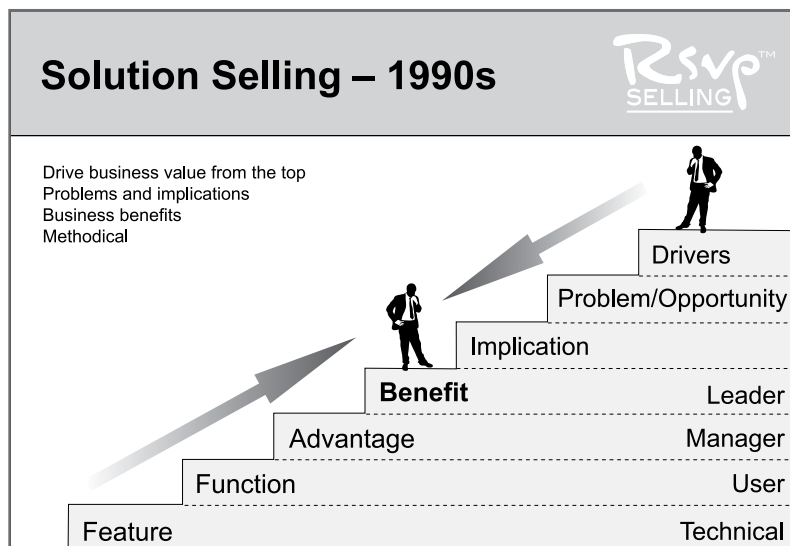 Solution Selling – 1990s
Rsvp™
SELLING
Drive business value from the top
Problems and implications
Business benefits
Methodical
Drivers
Problem/Opportunity
Implication
Benefit Leader
Advantage Manager
Function User
Feature Technical